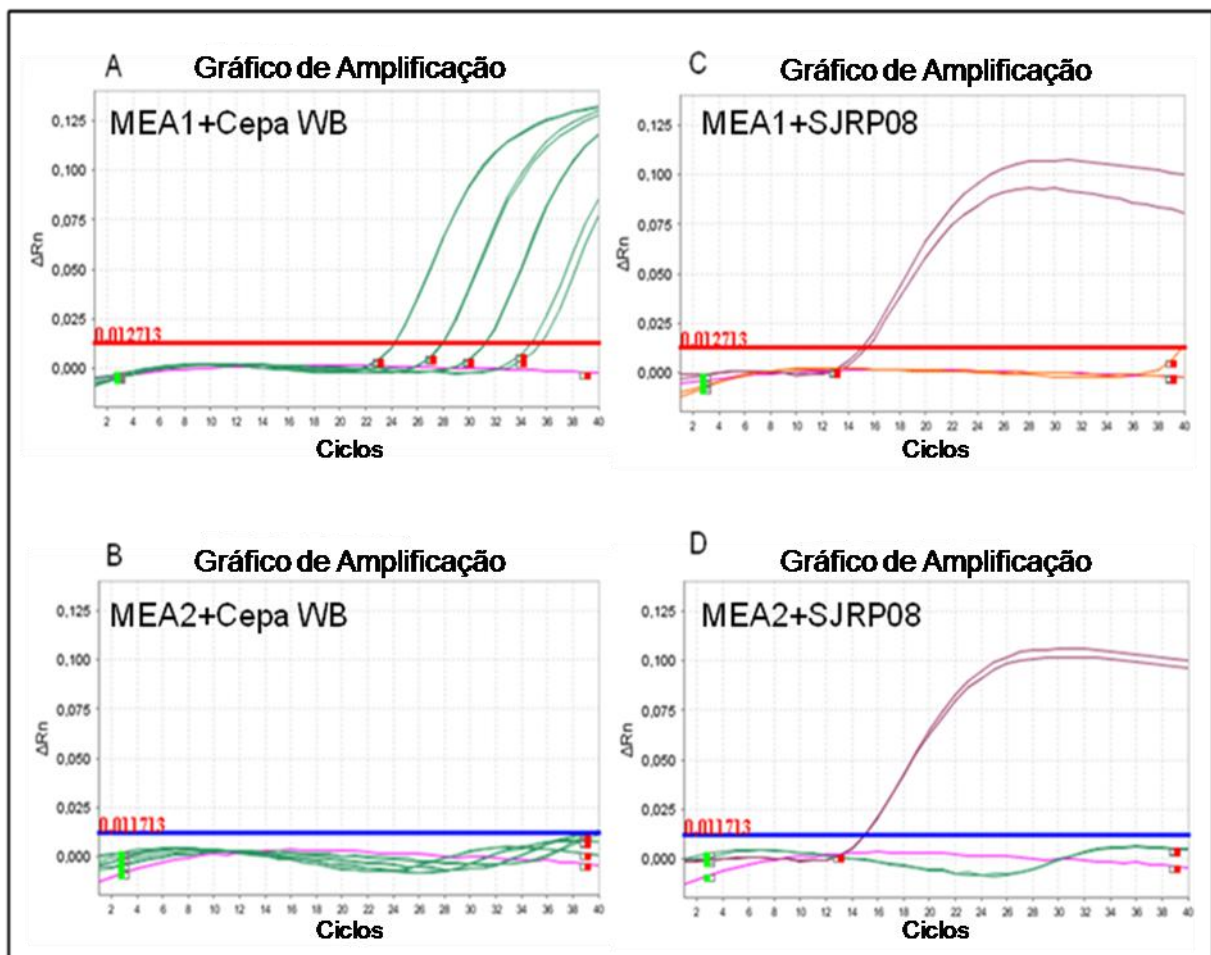 A
Gráfico de Amplificação
MEA1+Cepa WB
0,125
0,100
0,075
0,050
0,025
0,000
ΔRn
0.012713
2 4 6 8 10 12 14 16 18 20 22 24 26 28 30 32 34 36 38 40
Ciclos
C
Gráfico de Amplificação
MEA1+SJRP08
0,125
0,100
0,075
0,050
0,025
0,000
ΔRn
0.012713
2 4 6 8 10 12 14 16 18 20 22 24 26 28 30 32 34 36 38 40
Ciclos
B
Gráfico de Amplificação
MEA2+Cepa WB
0,125
0,100
0,075
0,050
0,025
0,000
ΔRn
0.011713
2 4 6 8 10 12 14 16 18 20 22 24 26 28 30 32 34 36 38 40
Ciclos
D
Gráfico de Amplificação
MEA2+SJRP08
0,125
0,100
0,075
0,050
0,025
0,000
ΔRn
0.011713
2 4 6 8 10 12 14 16 18 20 22 24 26 28 30 32 34 36 38 40
Ciclos